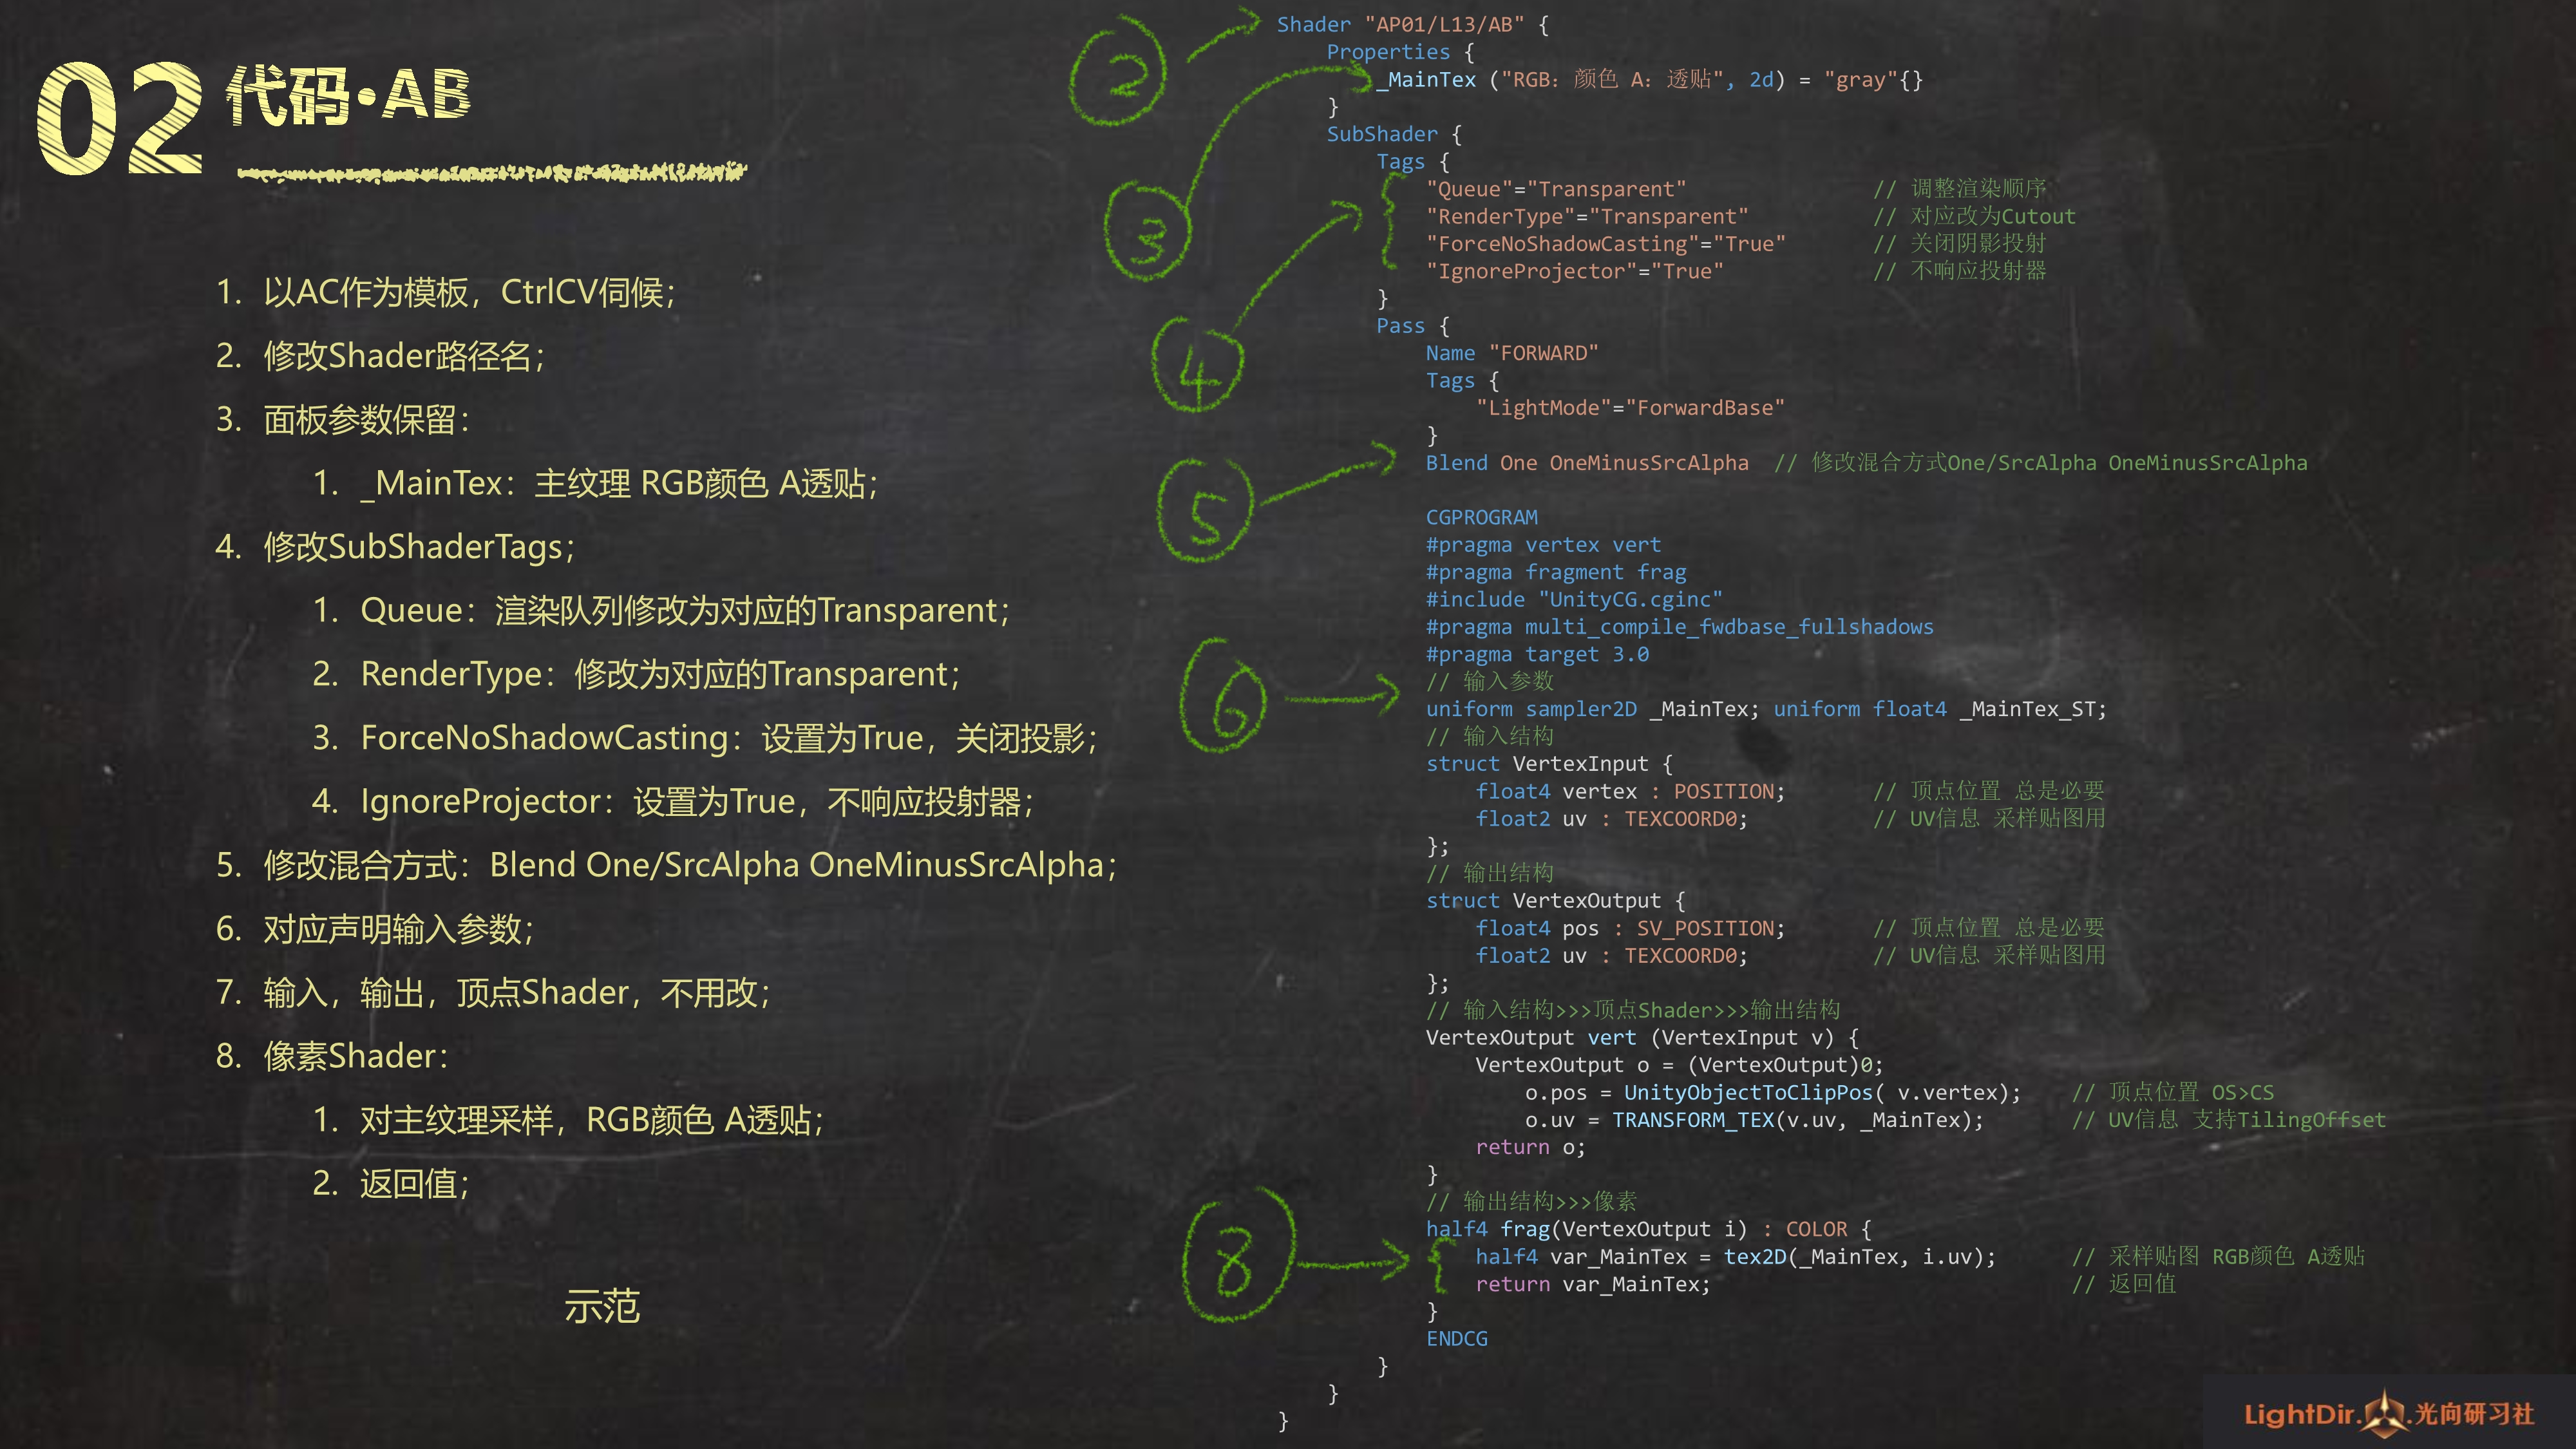 02 代码·AB
1. 以AC作为模板，CtrlCV伺候；
2. 修改Shader路径名；
3. 面板参数保留：
1. _MainTex：主纹理 RGB颜色 A透贴；
4. 修改SubShaderTags；
1. Queue：渲染队列修改为对应的Transparent；
2. RenderType：修改为对应的Transparent；
3. ForceNoShadowCasting：设置为True，关闭投影；
4. IgnoreProjector：设置为True，不响应投射器；
5. 修改混合方式：Blend One/SrcAlpha OneMinusSrcAlpha；
6. 对应声明输入参数；
7. 输入，输出，顶点Shader，不用改；
8. 像素Shader：
1. 对主纹理采样，RGB颜色 A透贴；
2. 返回值；
示范
②
③
④
⑤
⑥
⑧
Shader "AP01/L13/AB" {
Properties {
_MainTex ("RGB：颜色 A：透贴", 2d) = "gray"{}
}
SubShader {
Tags {
"Queue"="Transparent" // 调整渲染顺序
"RenderType"="Transparent" // 对应改为Cutout
"ForceNoShadowCasting"="True" // 关闭阴影投射
"IgnoreProjector"="True" // 不响应投射器
}
Pass {
Name "FORWARD"
Tags {
"LightMode"="ForwardBase"
}
Blend One OneMinusSrcAlpha // 修改混合方式One/SrcAlpha OneMinusSrcAlpha
CGPROGRAM
#pragma vertex vert
#pragma fragment frag
#include "UnityCG.cginc"
#pragma multi_compile_fwdbase_fullshadows
#pragma target 3.0
// 输入参数
uniform sampler2D _MainTex; uniform float4 _MainTex_ST;
// 输入结构
struct VertexInput {
float4 vertex : POSITION; // 顶点位置 总是必要
float2 uv : TEXCOORD0; // UV信息 采样贴图用
};
// 输出结构
struct VertexOutput {
float4 pos : SV_POSITION; // 顶点位置 总是必要
float2 uv : TEXCOORD0; // UV信息 采样贴图用
};
// 输入结构>>>顶点Shader>>>输出结构
VertexOutput vert (VertexInput v) {
VertexOutput o = (VertexOutput)0;
o.pos = UnityObjectToClipPos( v.vertex); // 顶点位置 OS>CS
o.uv = TRANSFORM_TEX(v.uv, _MainTex); // UV信息 支持TilingOffset
return o;
}
// 输出结构>>>像素
half4 frag(VertexOutput i) : COLOR {
half4 var_MainTex = tex2D(_MainTex, i.uv); // 采样贴图 RGB颜色 A透贴
return var_MainTex; // 返回值
}
ENDCG
}
}
}
LightDir. .光向研习社